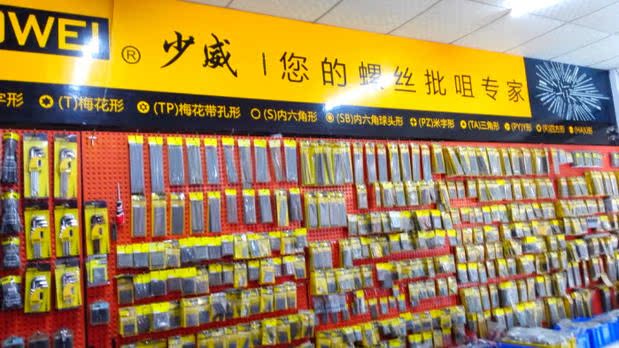 OWEI ® 少威 | 您的螺丝批咀专家
字形 (T)梅花形 (TP)梅花带孔形 (S)内六角形 (SB)内六角球头形 (PZ)米字形 (TA)三角形 (PY)Y形